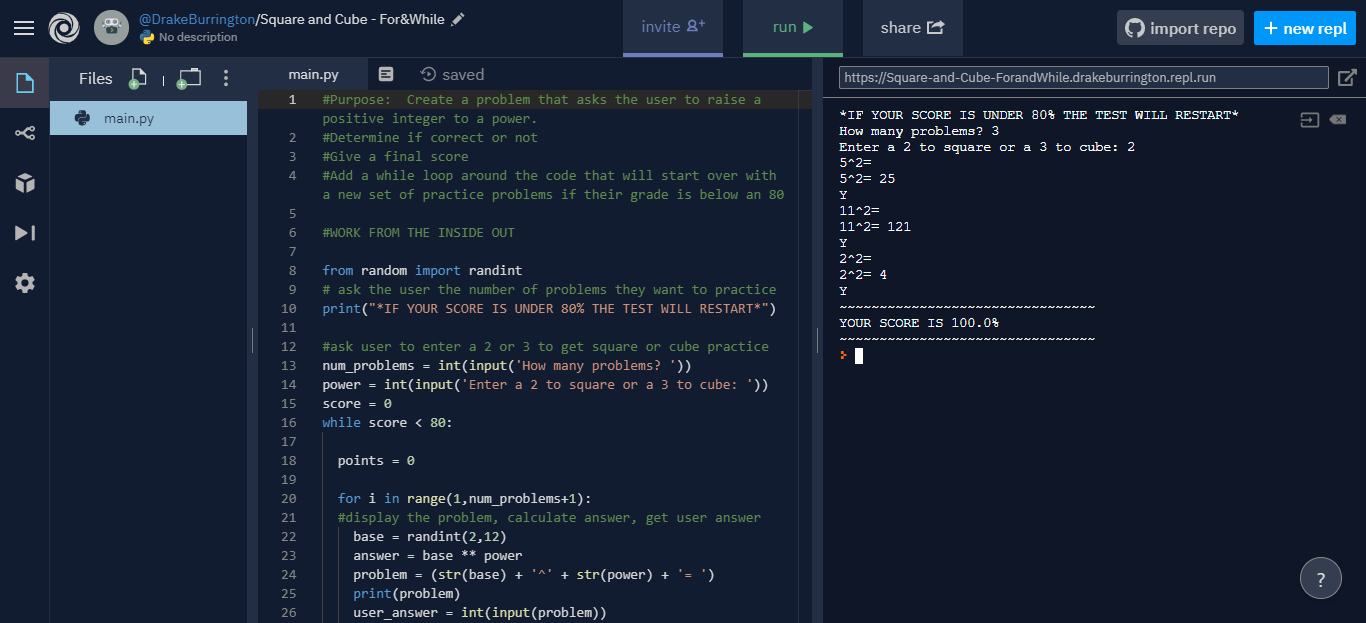 @DrakeBurrington/Square and Cube - For&While
No description
invite
run
share
import repo
+ new repl
Files
main.py
saved
https://Square-and-Cube-ForandWhile.drakeburrington.repl.run
main.py
1 #Purpose:  Create a problem that asks the user to raise a
positive integer to a power.
2 #Determine if correct or not
3 #Give a final score
4 #Add a while loop around the code that will start over with
a new set of practice problems if their grade is below an 80
5
6 #WORK FROM THE INSIDE OUT
7
8 from random import randint
9 # ask the user the number of problems they want to practice
10 print("*IF YOUR SCORE IS UNDER 80% THE TEST WILL RESTART*")
11
12 #ask user to enter a 2 or 3 to get square or cube practice
13 num_problems = int(input('How many problems? '))
14 power = int(input('Enter a 2 to square or a 3 to cube: '))
15 score = 0
16 while score < 80:
17
18   points = 0
19
20   for i in range(1,num_problems+1):
21   #display the problem, calculate answer, get user answer
22     base = randint(2,12)
23     answer = base ** power
24     problem = (str(base) + '^' + str(power) + '= ')
25     print(problem)
26     user_answer = int(input(problem))
*IF YOUR SCORE IS UNDER 80% THE TEST WILL RESTART*
How many problems? 3
Enter a 2 to square or a 3 to cube: 2
5^2=
5^2= 25
Y
11^2=
11^2= 121
Y
2^2=
2^2= 4
Y
~~~~~~~~~~~~~~~~~~~~~~~~~~~~~~~~
YOUR SCORE IS 100.0%
~~~~~~~~~~~~~~~~~~~~~~~~~~~~~~~~
?